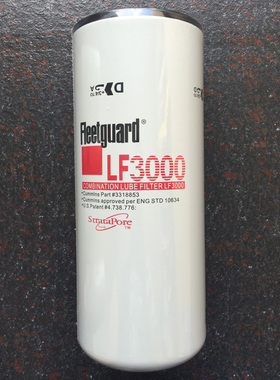 Fleetguard®
LF3000
COMBINATION LUBE FILTER LF3000
•Cummins Part #3318853
•Cummins approved per ENG STD 10634
•U.S.Patent#4.738.776:
StrataPore
TM